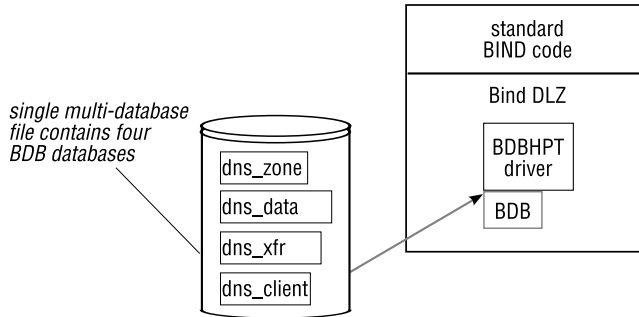 standard
BIND code
Bind DLZ
single multi-database
file contains four
BDB databases
BDBHPT
driver
BDB
dns_zone
dns_data
dns_xfr
dns_client